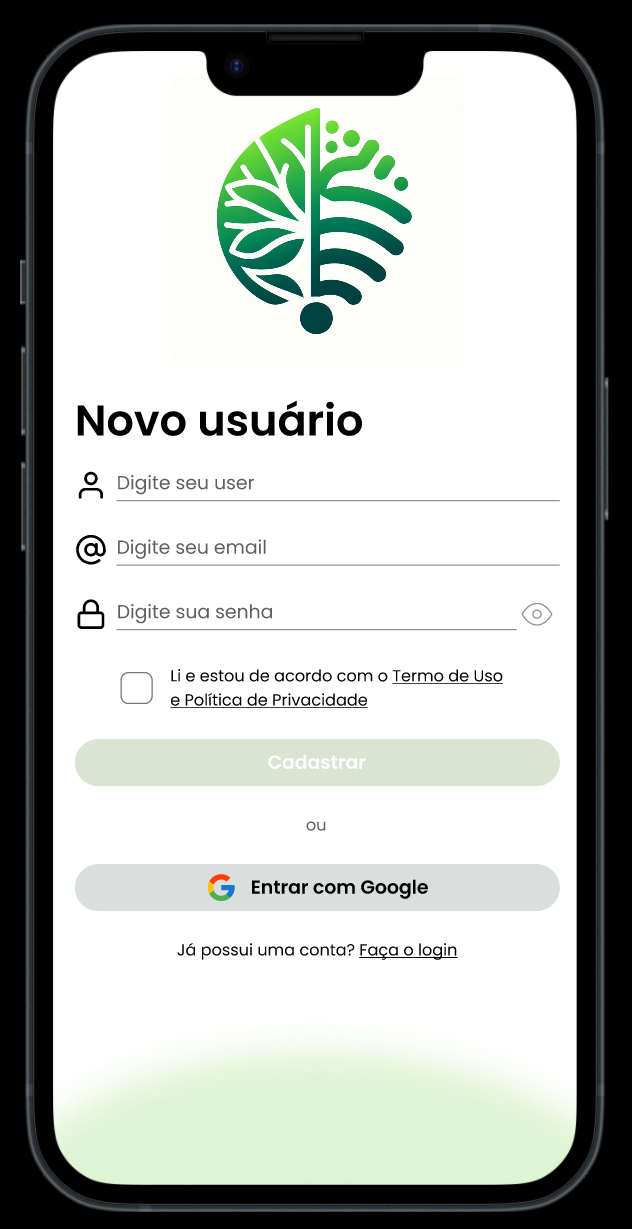 Novo usuário
Digite seu user
Digite seu email
Digite sua senha
Li e estou de acordo com o Termo de Uso
e Política de Privacidade
Cadastrar
ou
Entrar com Google
Já possui uma conta? Faça o login